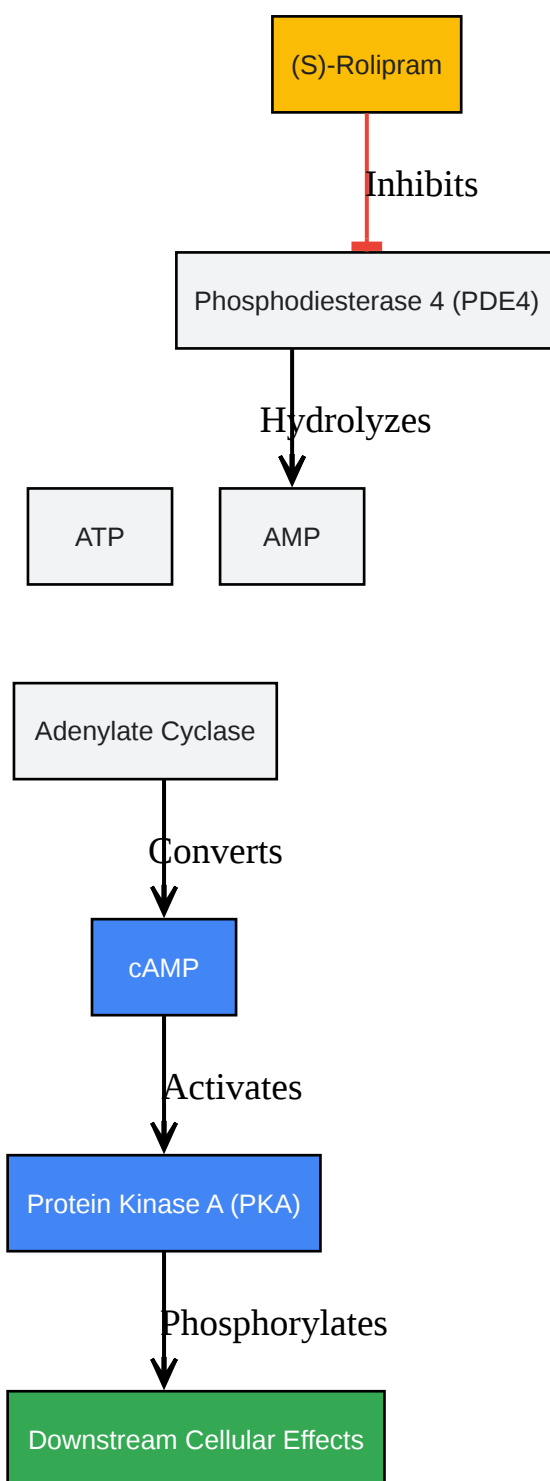 (S)-Rolipram
Inhibits
Phosphodiesterase 4 (PDE4)
Hydrolyzes
ATP
AMP
Adenylate Cyclase
Converts
cAMP
Activates
Protein Kinase A (PKA)
Phosphorylates
Downstream Cellular Effects